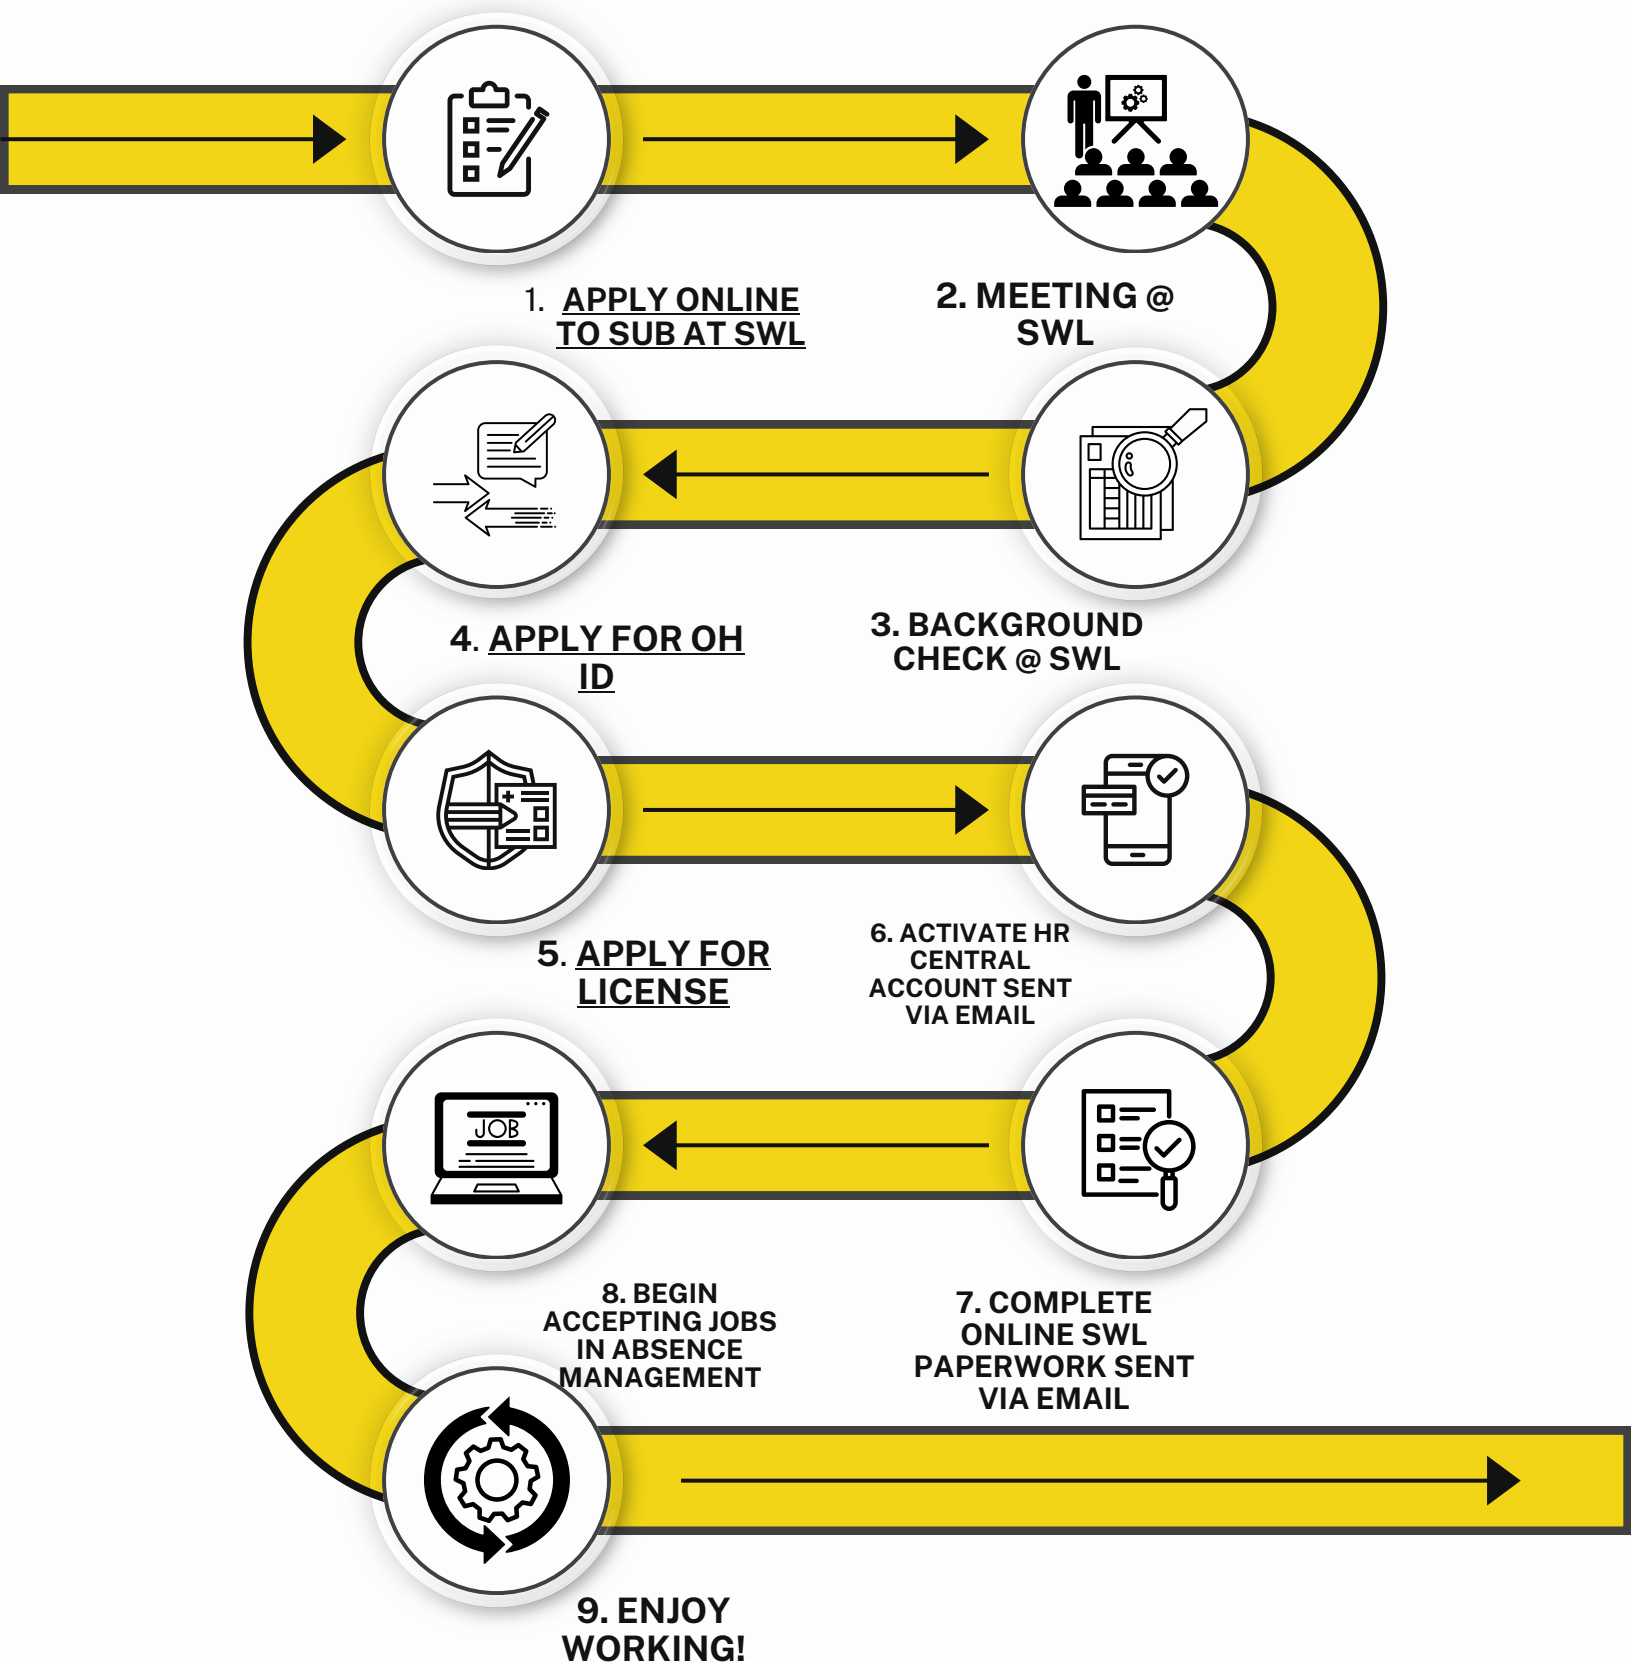 1. APPLY ONLINE
TO SUB AT SWL
2. MEETING @
SWL
3. BACKGROUND
CHECK @ SWL
4. APPLY FOR OH
ID
5. APPLY FOR
LICENSE
6. ACTIVATE HR
CENTRAL
ACCOUNT SENT
VIA EMAIL
7. COMPLETE
ONLINE SWL
PAPERWORK SENT
VIA EMAIL
JOB
8. BEGIN
ACCEPTING JOBS
IN ABSENCE
MANAGEMENT
9. ENJOY
WORKING!